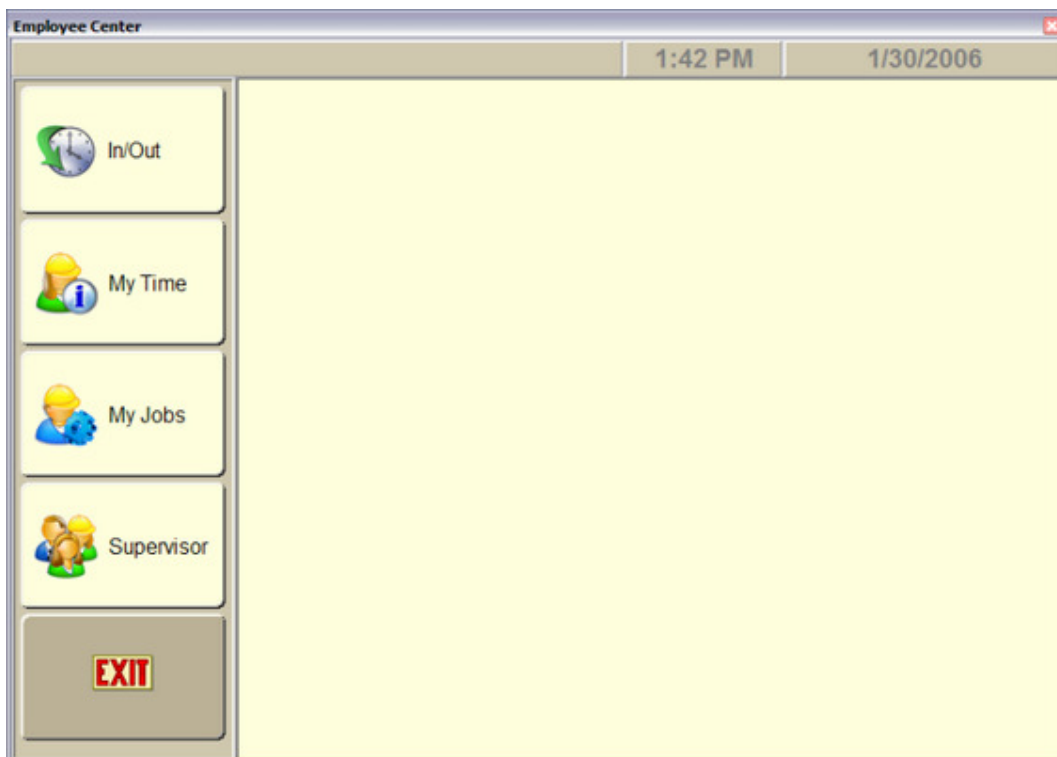 Employee Center
1:42 PM 1/30/2006
In/Out
My Time
i
My Jobs
Supervisor
EXIT